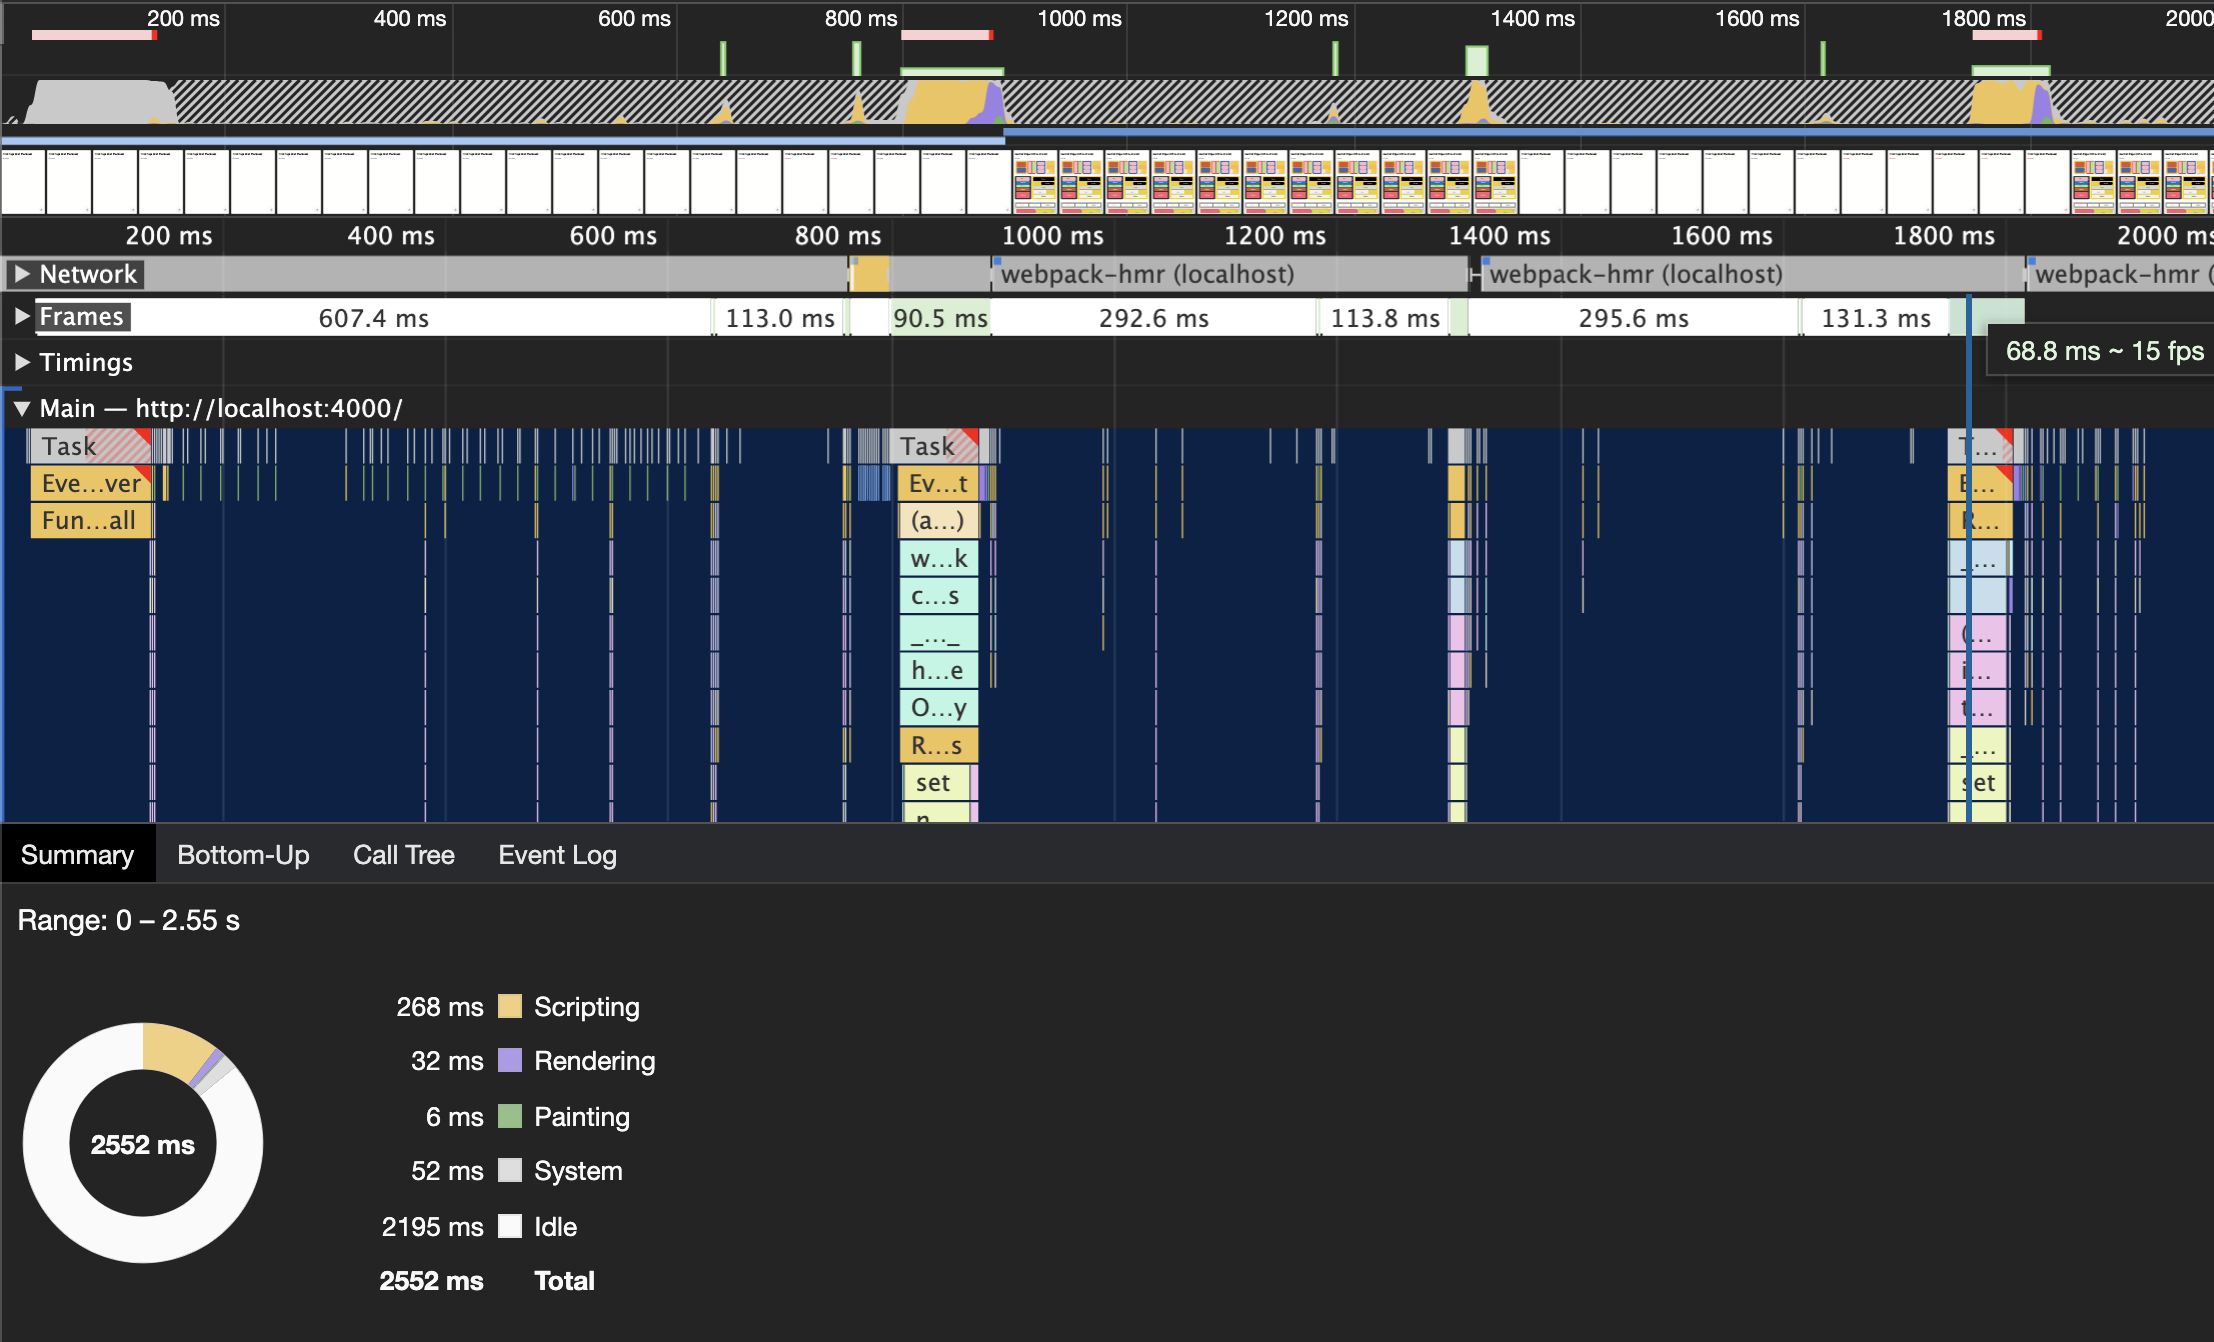 200 ms 400 ms 600 ms 800 ms 1000 ms 1200 ms 1400 ms 1600 ms 1800 ms 2000
200 ms 400 ms 600 ms 800 ms 1000 ms 1200 ms 1400 ms 1600 ms 1800 ms 2000 ms
Network webpack-hmr (localhost) webpack-hmr (localhost) webpack-hmr (
Frames 607.4 ms 113.0 ms 90.5 ms 292.6 ms 113.8 ms 295.6 ms 131.3 ms
68.8 ms ~ 15 fps
Timings
Main — http://localhost:4000/
Task Task T...
Eve...ver Ev...t E...
Fun...all (a...) R...
w...k _...
c...s
_..._ (...
h...e i...
O...y t...
R...s _...
set set
Summary Bottom-Up Call Tree Event Log
Range: 0 – 2.55 s
268 ms Scripting
32 ms Rendering
6 ms Painting
2552 ms
52 ms System
2195 ms Idle
2552 ms Total